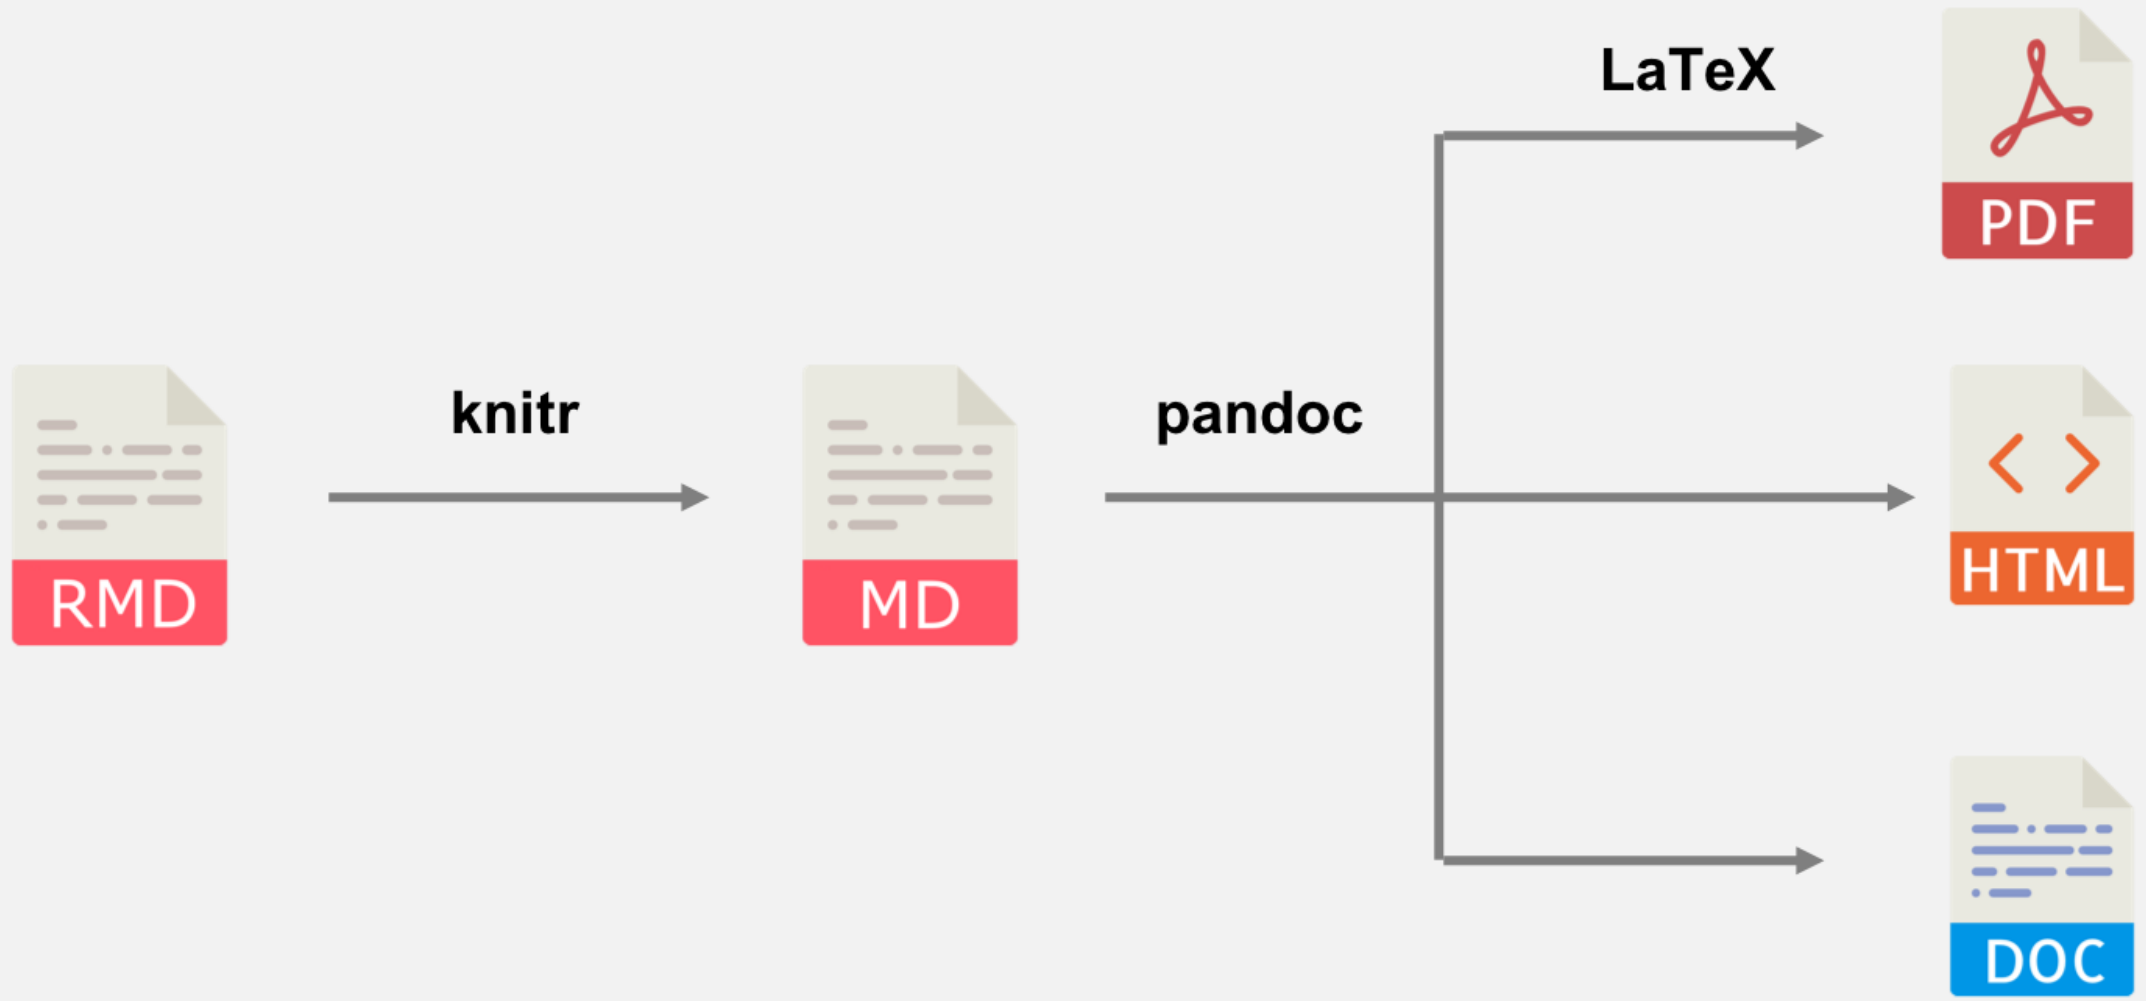 LaTeX
PDF
knitr
pandoc
RMD
MD
HTML
DOC